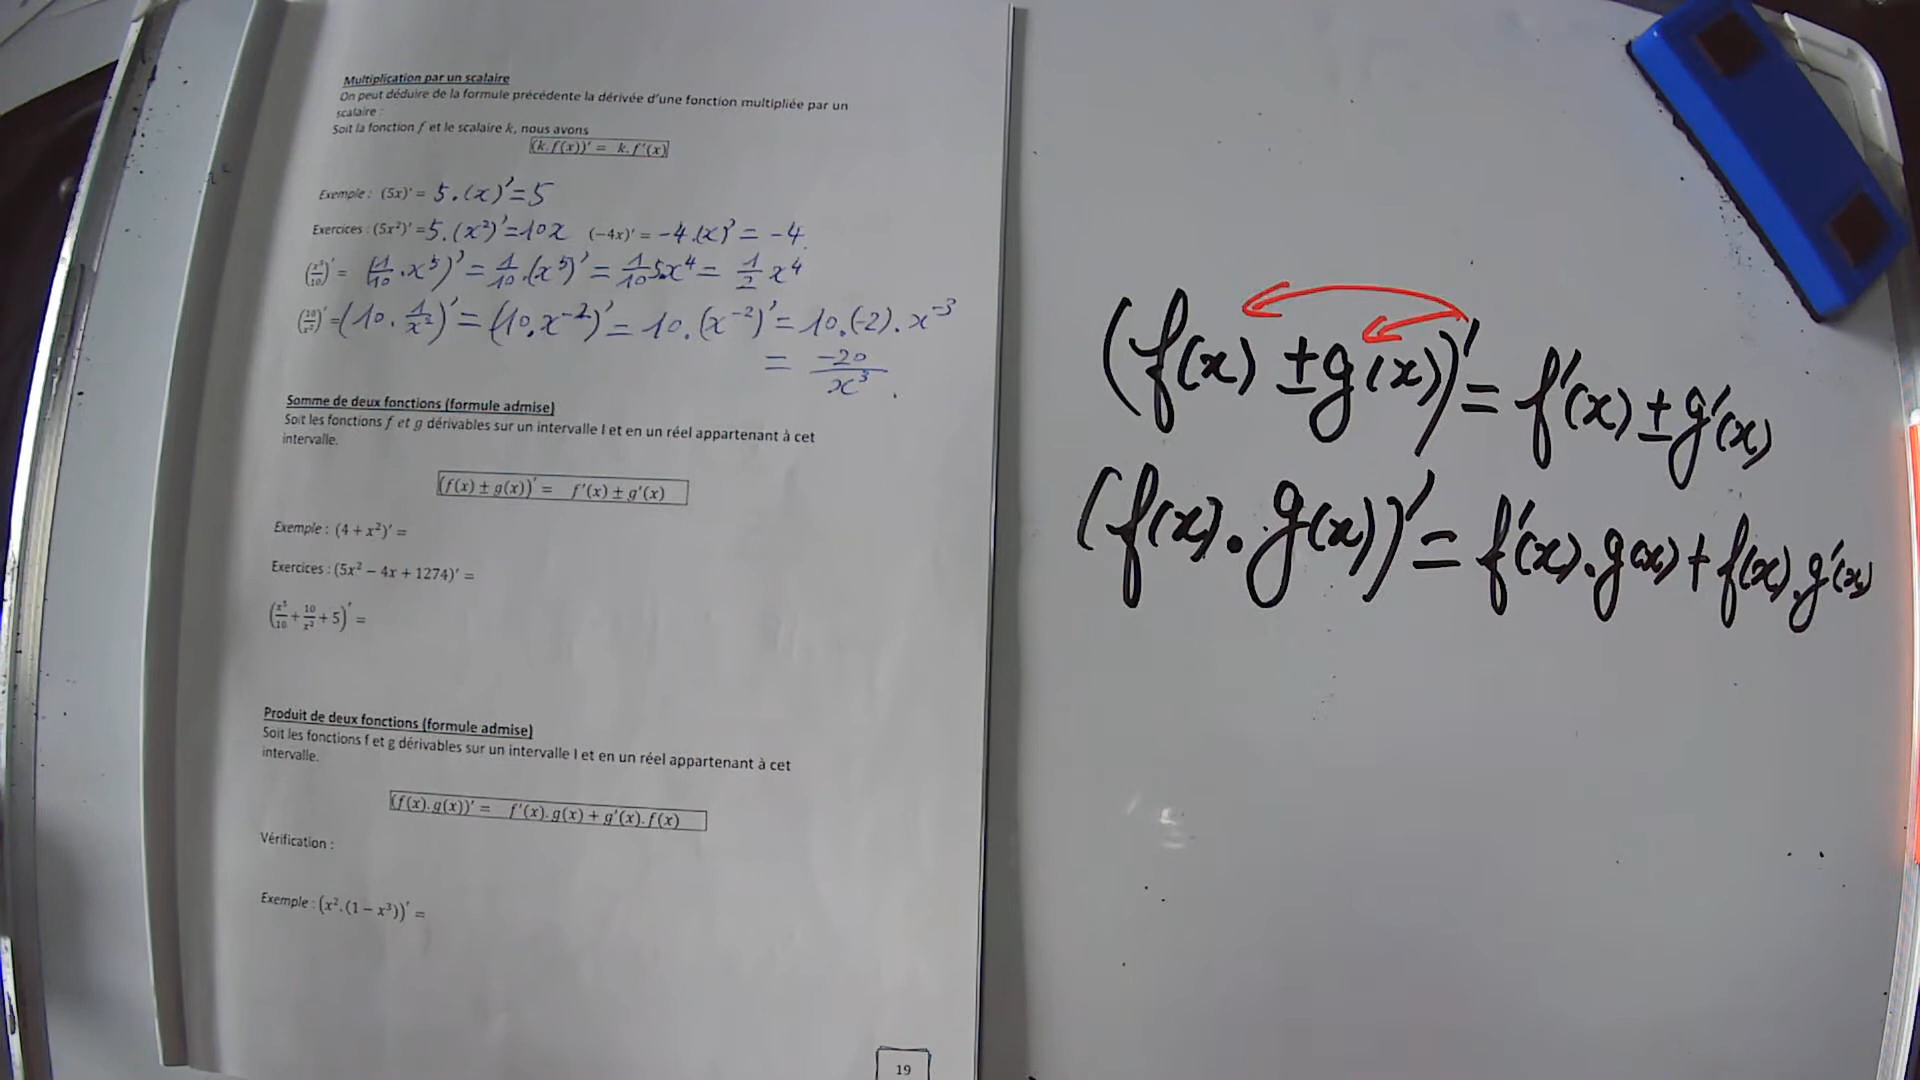 Multiplication par un scalaire
On peut déduire de la formule précédente la dérivée d'une fonction multipliée par un
scalaire :
Soit la fonction f et le scalaire k, nous avons
(k.f(x))' = k.f'(x)
Exemple : (5x)' = 5.(x)'=5
Exercices : (5x²)' = 5.(x²)'=10x (−4x)' = −4.(x)' = −4
(x⁵/10)' = (1/10 . x⁵)' = 1/10 .(x⁵)' = 1/10 5x⁴ = 1/2 x⁴
(10/x²)' = (10. 1/x²)' = (10.x⁻²)' = 10.(x⁻²)' = 10.(-2).x⁻³
= -20/x³.
Somme de deux fonctions (formule admise)
Soit les fonctions f et g dérivables sur un intervalle I et en un réel appartenant à cet
intervalle.
(f(x) ± g(x))' = f'(x) ± g'(x)
Exemple : (4 + x²)' =
Exercices : (5x² − 4x + 1274)' =
(x⁵/10 + 10/x² + 5)' =
Produit de deux fonctions (formule admise)
Soit les fonctions f et g dérivables sur un intervalle I et en un réel appartenant à cet
intervalle.
(f(x).g(x))' = f'(x).g(x) + g'(x).f(x)
Vérification :
Exemple : (x².(1 − x³))' =
19
(f(x) ± g(x))' = f'(x) ± g'(x)
(f(x) . g(x))' = f'(x).g(x) + f(x).g'(x)